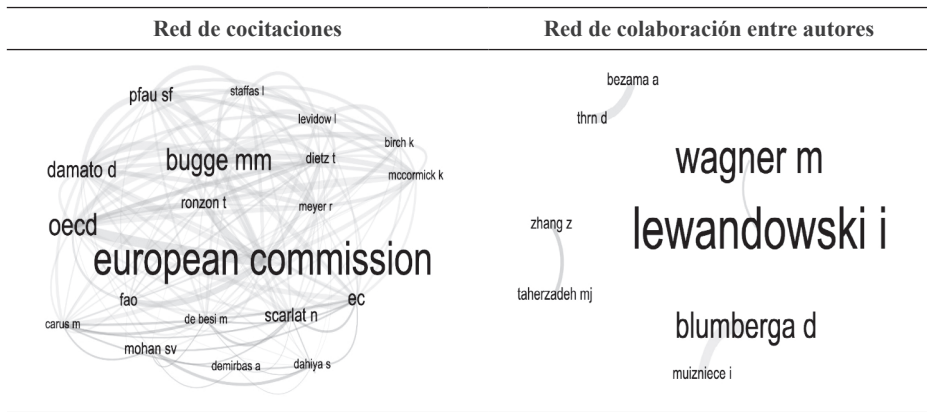 Red de cocitaciones
Red de colaboración entre autores
pfau sf
staffas l
levidow l
birch k
damato d
bugge mm
dietz t
mccormick k
ronzon t
meyer r
oecd
european commission
fao
ec
carus m
de besi m
scarlat n
mohan sv
demirbas a
dahiya s
bezama a
thrn d
wagner m
zhang z
lewandowski i
taherzadeh mj
blumberga d
muizniece i